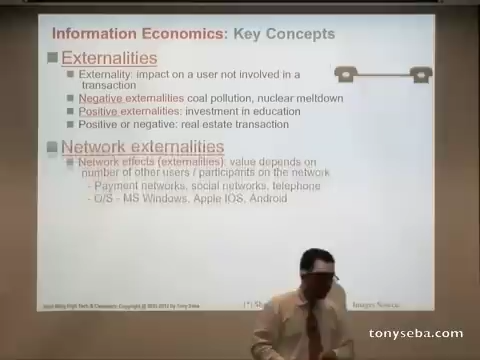 Information Economics: Key Concepts
Externalities
Externality: impact on a user not involved in a
transaction
Negative externalities coal pollution, nuclear meltdown
Positive externalities: investment in education
Positive or negative: real estate transaction
Network externalities
Network effects (externalities): value depends on
number of other users / participants on the network
- Payment networks, social networks, telephone
- O/S - MS Windows, Apple IOS, Android
Images Source:
tonyseba.com